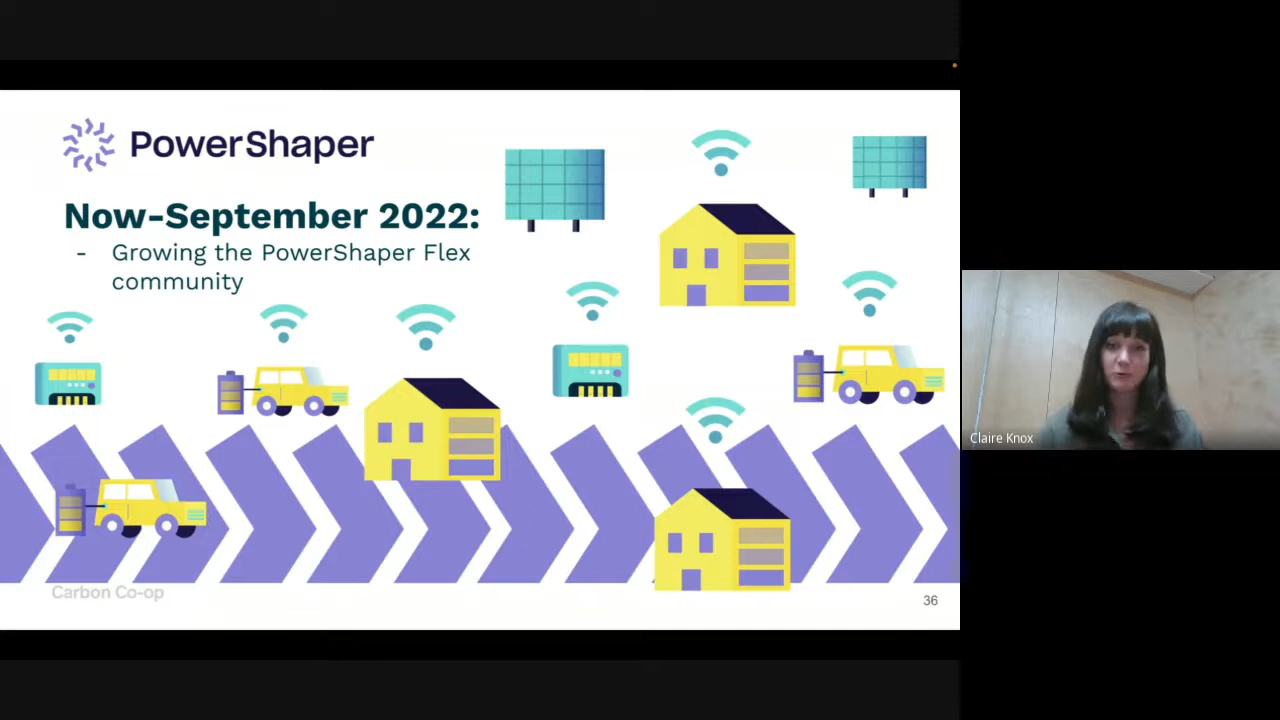 PowerShaper
Now-September 2022:
- Growing the PowerShaper Flex
community
Claire Knox
Carbon Co-op
36